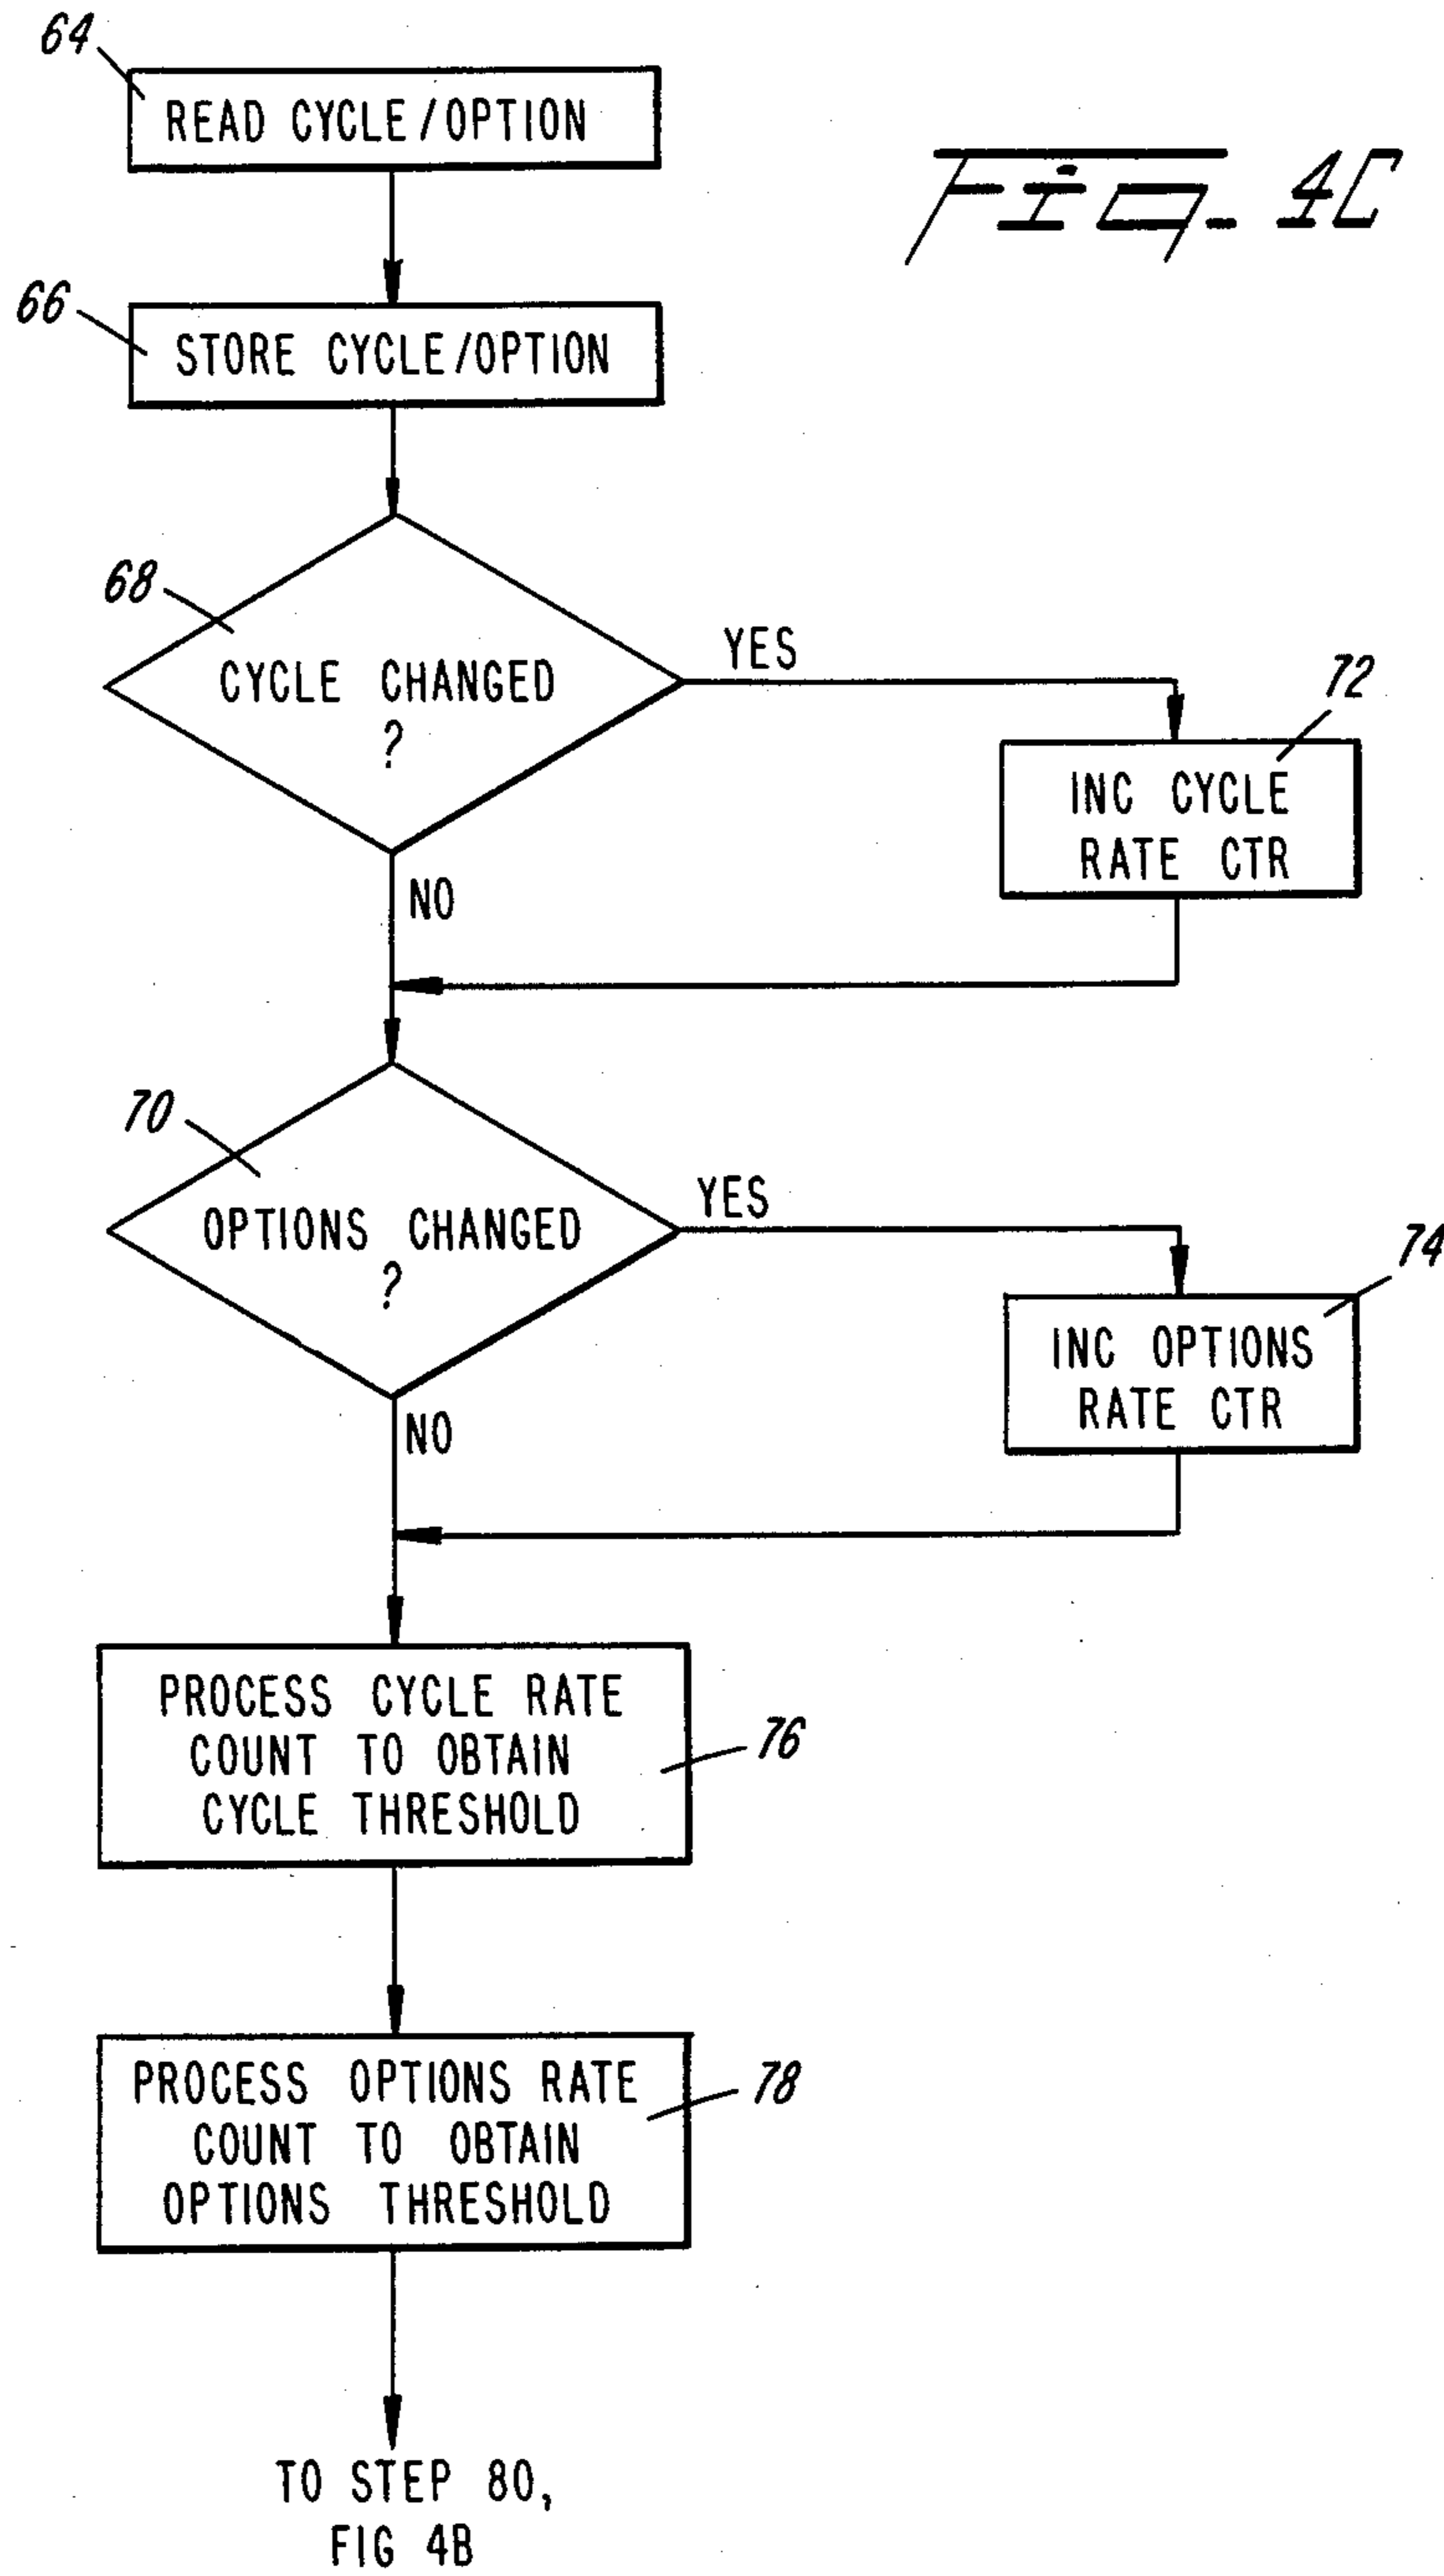 64
READ CYCLE/OPTION
Fig. 4C
66
STORE CYCLE/OPTION
68
CYCLE CHANGED
?
YES
72
INC CYCLE
RATE CTR
NO
70
OPTIONS CHANGED
?
YES
74
INC OPTIONS
RATE CTR
NO
PROCESS CYCLE RATE
COUNT TO OBTAIN
CYCLE THRESHOLD
76
PROCESS OPTIONS RATE
COUNT TO OBTAIN
OPTIONS THRESHOLD
78
TO STEP 80,
FIG 4B